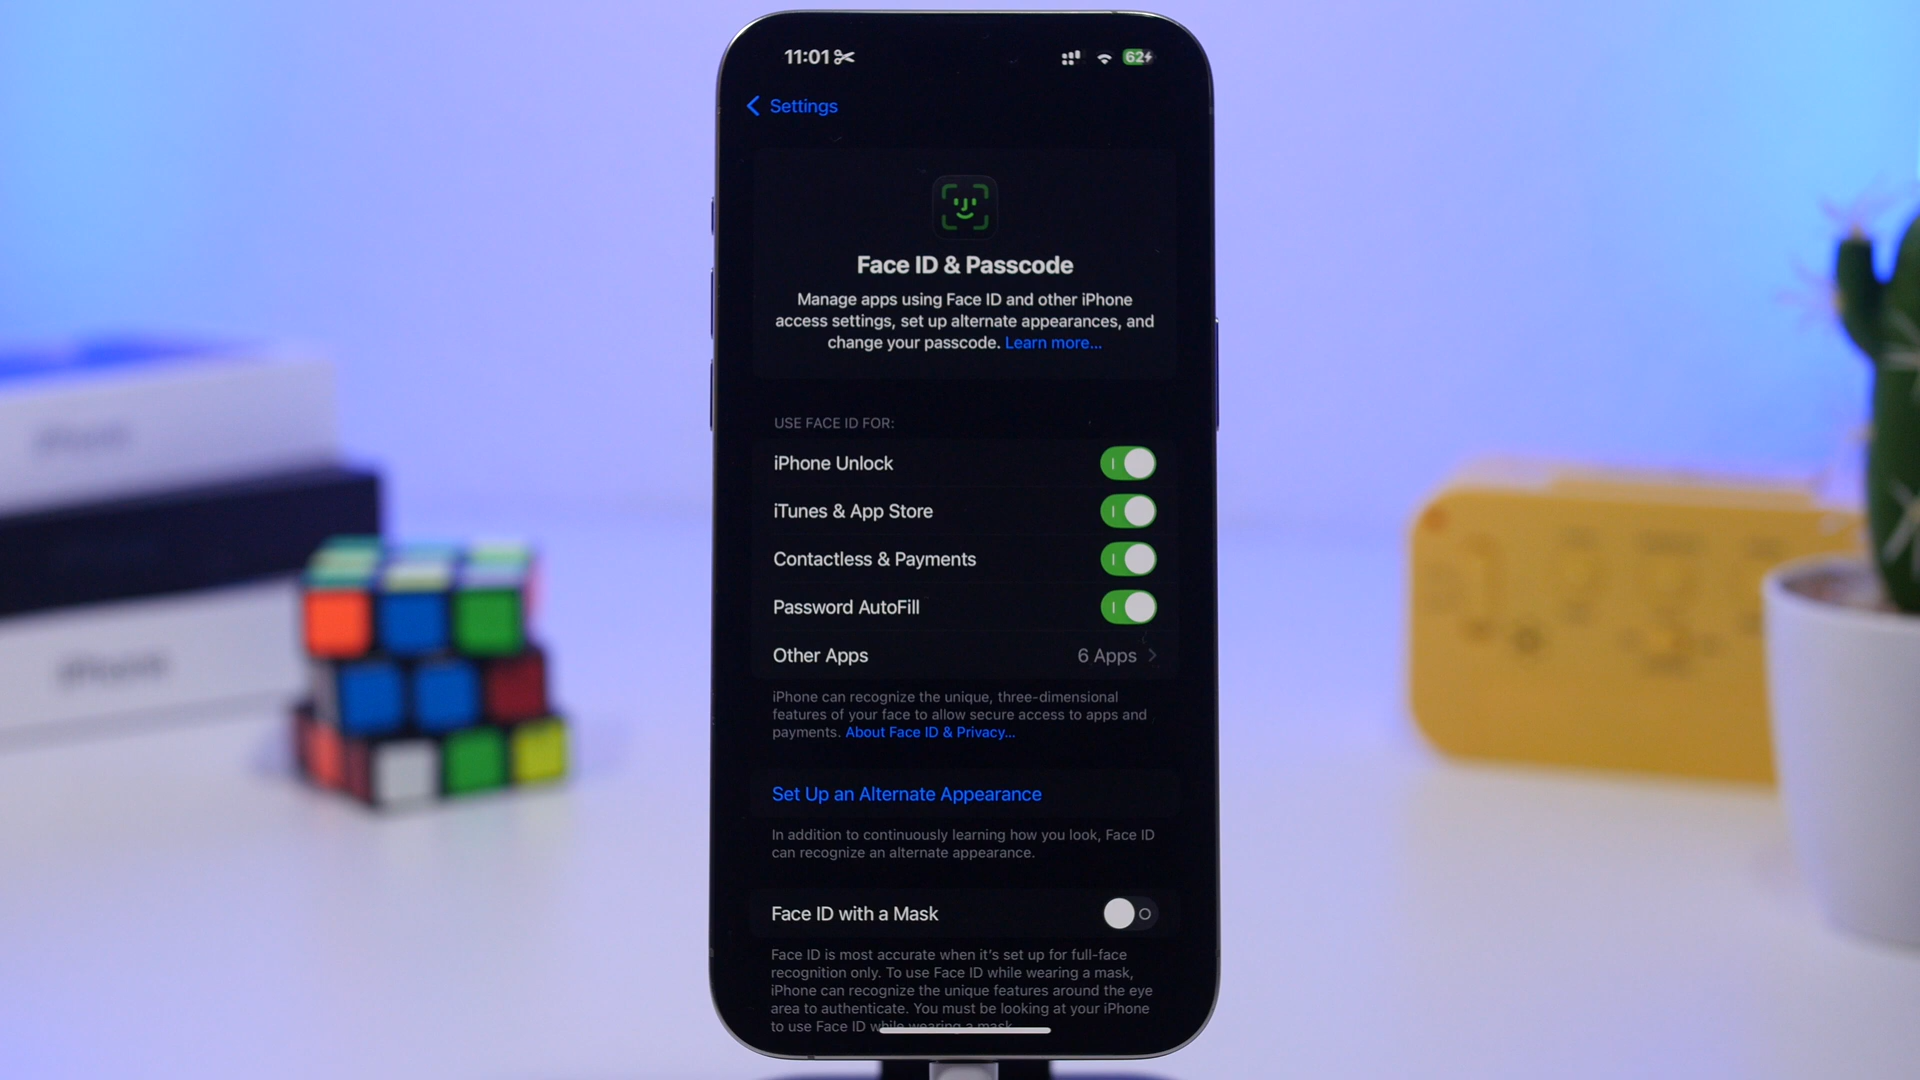 11:01
62
Settings
Face ID & Passcode
Manage apps using Face ID and other iPhone
access settings, set up alternate appearances, and
change your passcode. Learn more...
USE FACE ID FOR:
iPhone Unlock
iTunes & App Store
Contactless & Payments
Password AutoFill
Other Apps 6 Apps
iPhone can recognize the unique, three-dimensional
features of your face to allow secure access to apps and
payments. About Face ID & Privacy...
Set Up an Alternate Appearance
In addition to continuously learning how you look, Face ID
can recognize an alternate appearance.
Face ID with a Mask
Face ID is most accurate when it's set up for full-face
recognition only. To use Face ID while wearing a mask,
iPhone can recognize the unique features around the eye
area to authenticate. You must be looking at your iPhone
to use Face ID while wearing a mask.
iPhone
iPhone